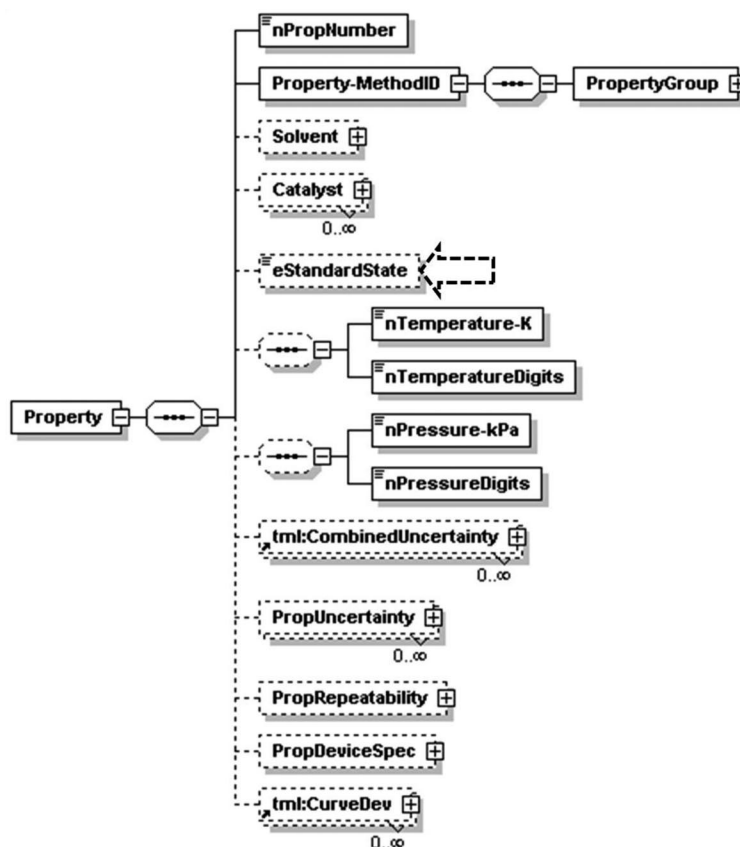 nPropNumber
Property-MethodID PropertyGroup
Solvent
Catalyst
0..∞
eStandardState
nTemperature-K
nTemperatureDigits
Property
nPressure-kPa
nPressureDigits
tml:CombinedUncertainty
0..∞
PropUncertainty
0..∞
PropRepeatability
PropDeviceSpec
tml:CurveDev
0..∞